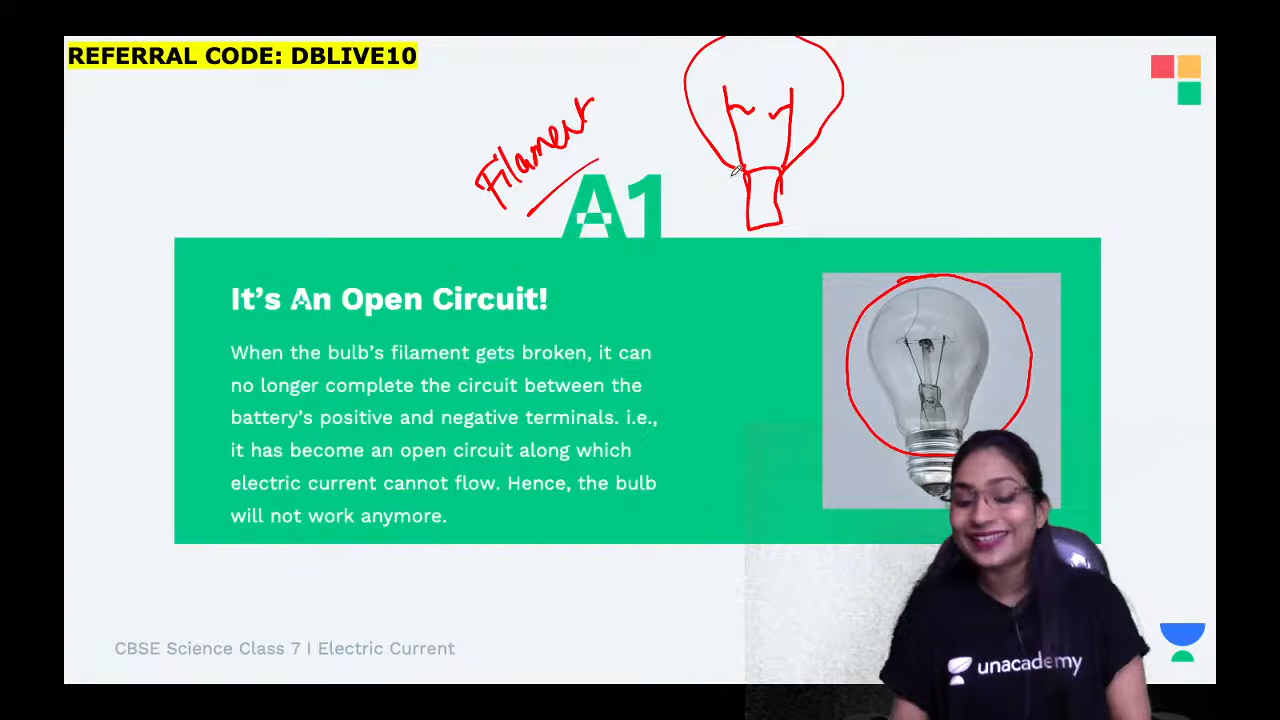 REFERRAL CODE: DBLIVE10
Filament
A1
It's An Open Circuit!
When the bulb's filament gets broken, it can
no longer complete the circuit between the
battery's positive and negative terminals. i.e.,
it has become an open circuit along which
electric current cannot flow. Hence, the bulb
will not work anymore.
CBSE Science Class 7 I Electric Current
unacademy